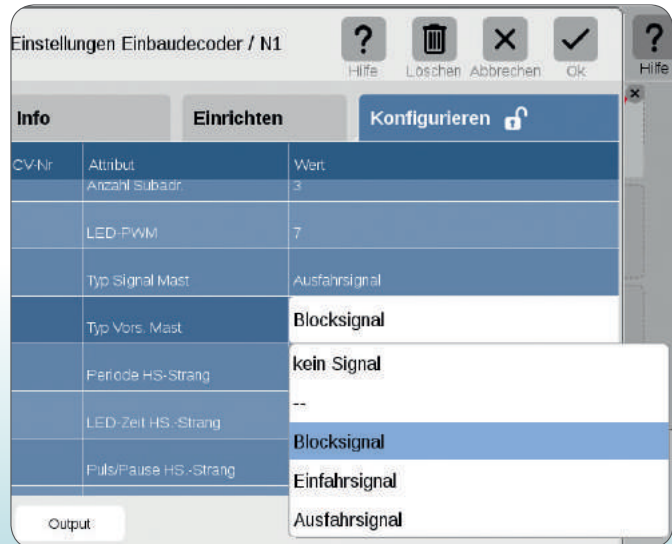 Einstellungen Einbaudecoder / N1
Hilfe
Löschen
Abbrechen
Ok
Hilfe
Info
Einrichten
Konfigurieren
CV-Nr
Attribut
Wert
Anzahl Subadr.
3
LED-PWM
7
Typ Signal Mast
Ausfahrsignal
Typ Vors. Mast
Blocksignal
Periode HS-Strang
kein Signal
--
LED-Zeit HS.-Strang
Blocksignal
Puls/Pause HS.-Strang
Einfahrsignal
Ausfahrsignal
Output